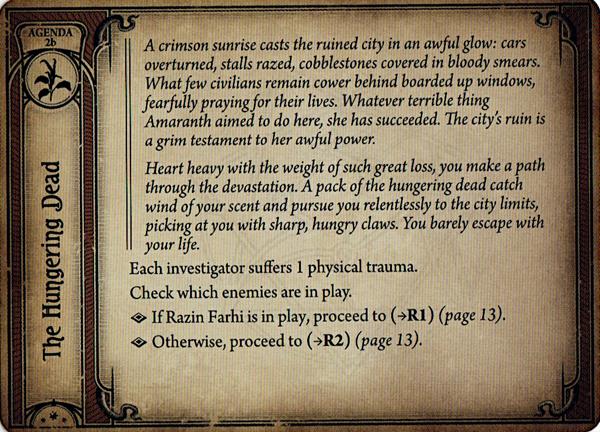 AGENDA
2b
The Hungering Dead
A crimson sunrise casts the ruined city in an awful glow: cars
overturned, stalls razed, cobblestones covered in bloody smears.
What few civilians remain cower behind boarded up windows,
fearfully praying for their lives. Whatever terrible thing
Amaranth aimed to do here, she has succeeded. The city's ruin is
a grim testament to her awful power.
Heart heavy with the weight of such great loss, you make a path
through the devastation. A pack of the hungering dead catch
wind of your scent and pursue you relentlessly to the city limits,
picking at you with sharp, hungry claws. You barely escape with
your life.
Each investigator suffers 1 physical trauma.
Check which enemies are in play.
If Razin Farhi is in play, proceed to (→R1) (page 13).
Otherwise, proceed to (→R2) (page 13).